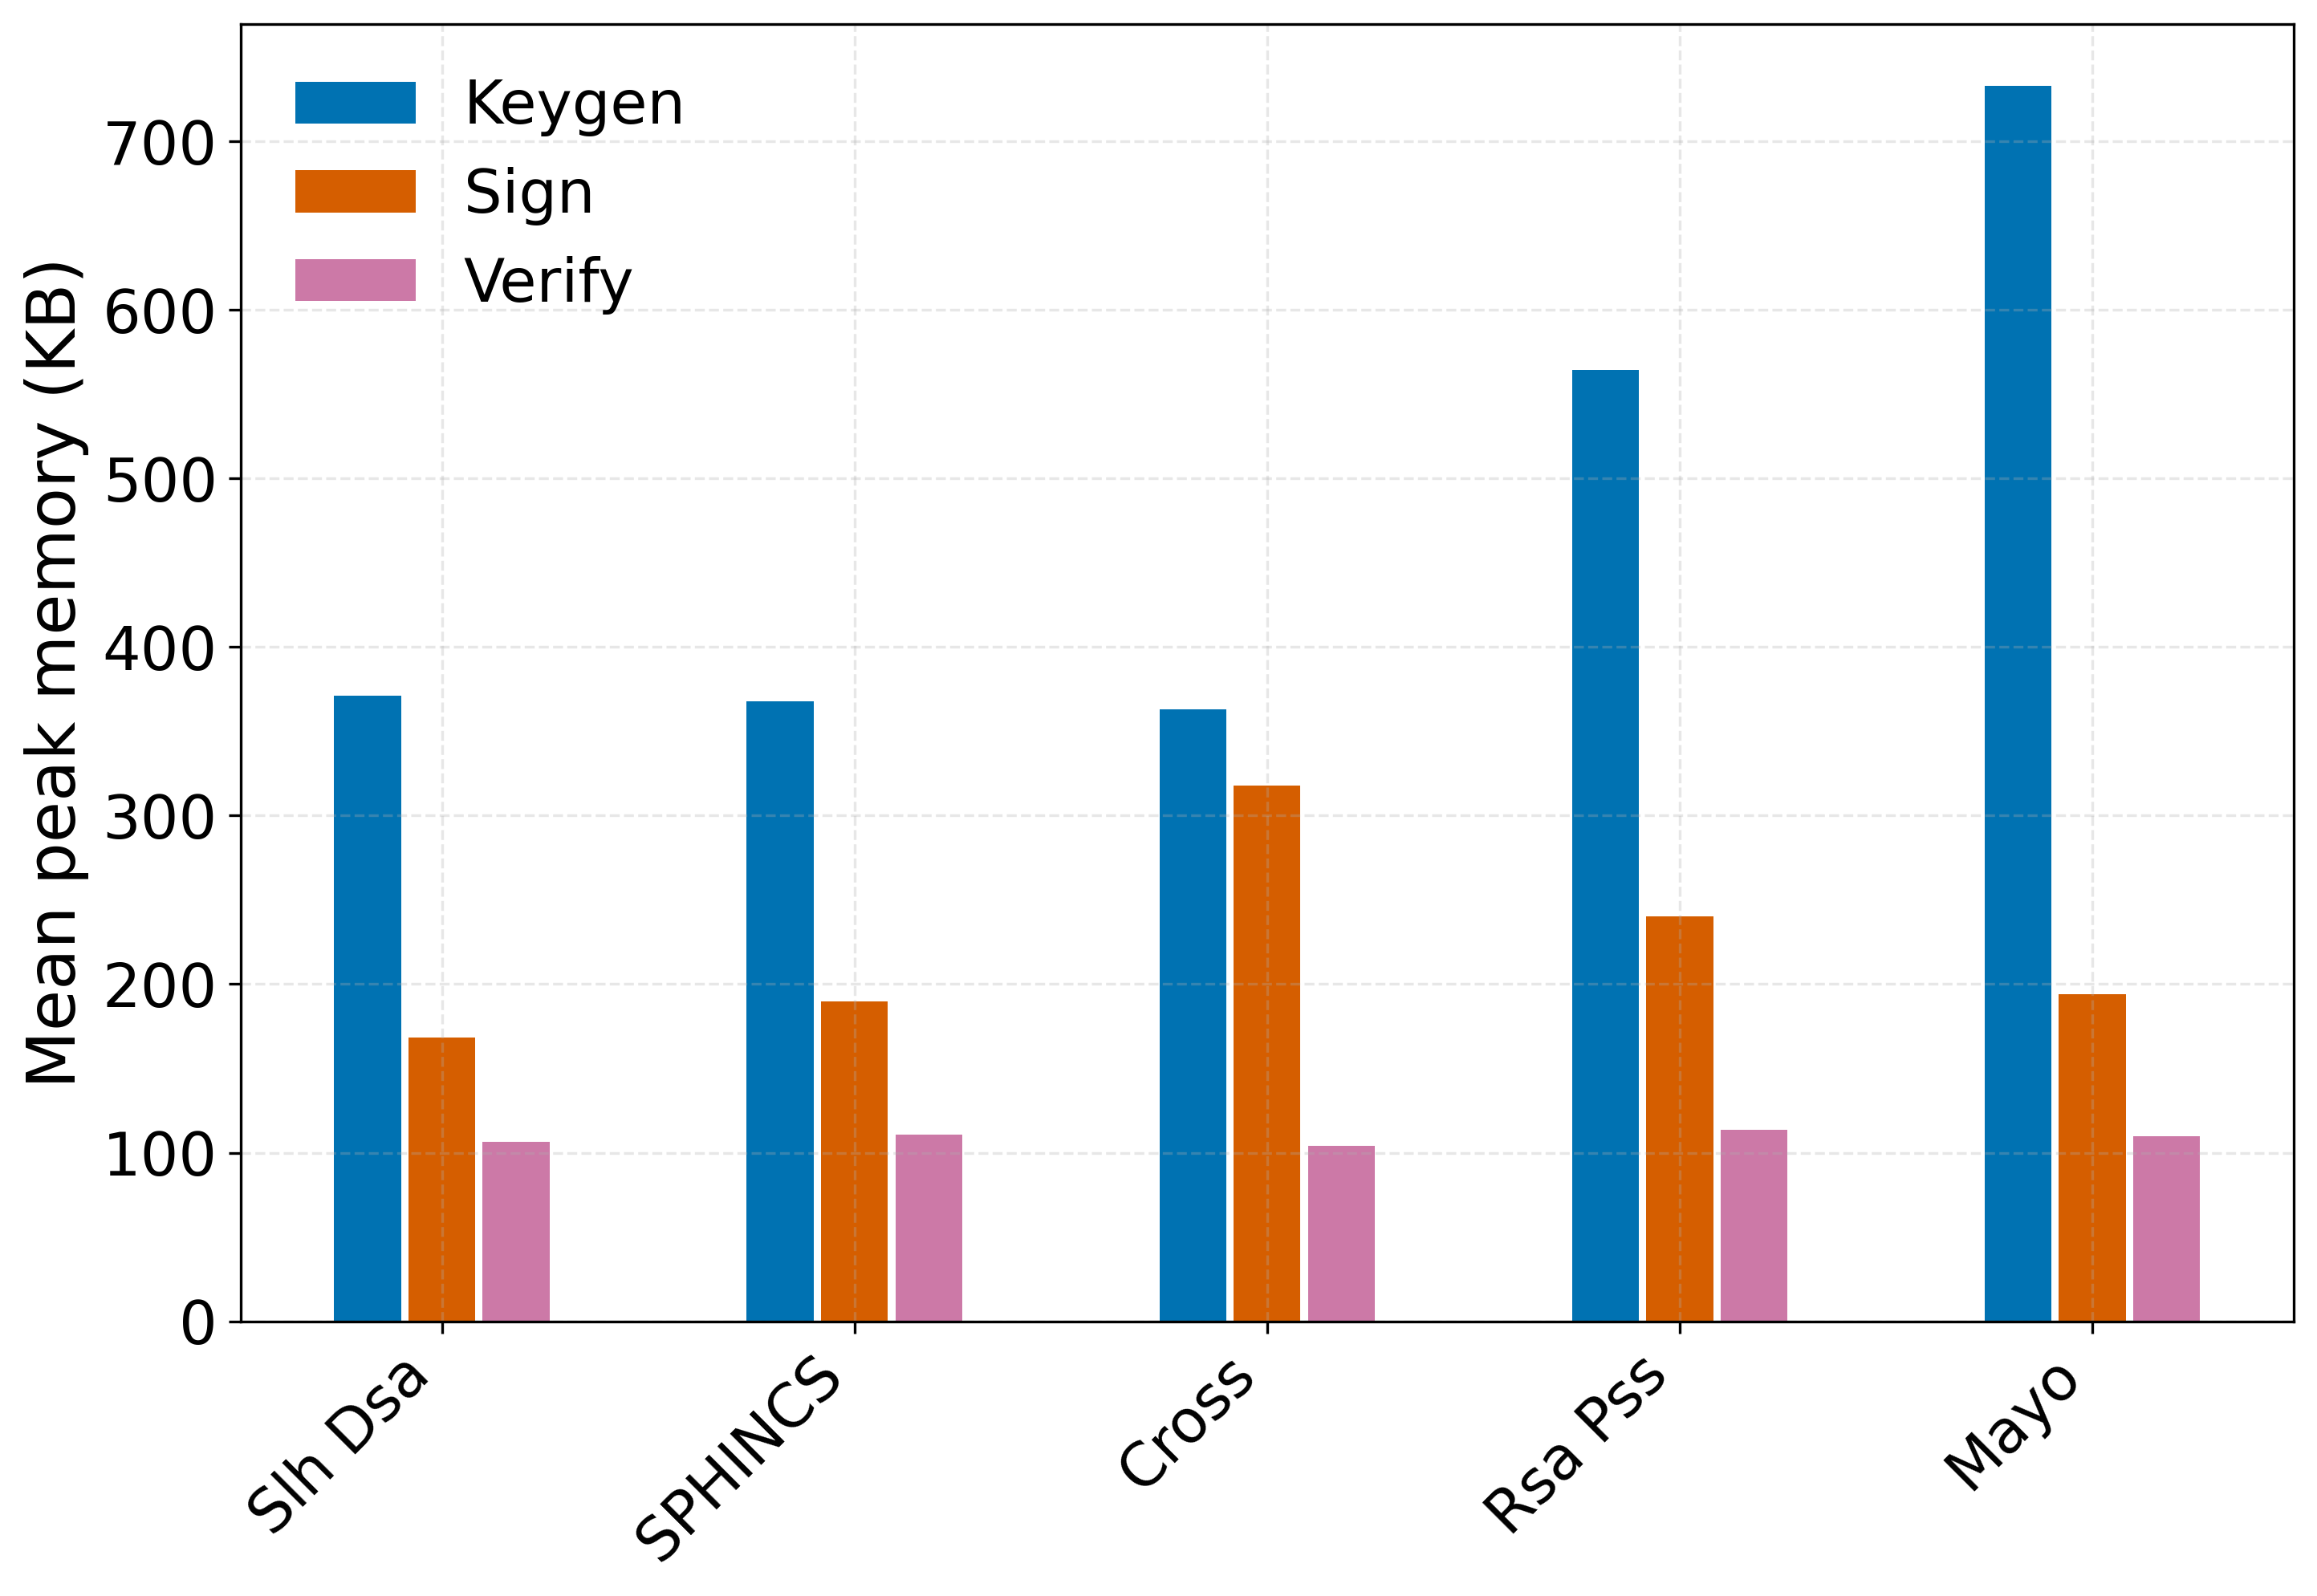 Keygen
Sign
Verify
Mean peak memory (KB)
700
600
500
400
300
200
100
0
Slh Dsa
SPHINCS
Cross
Rsa Pss
Mayo